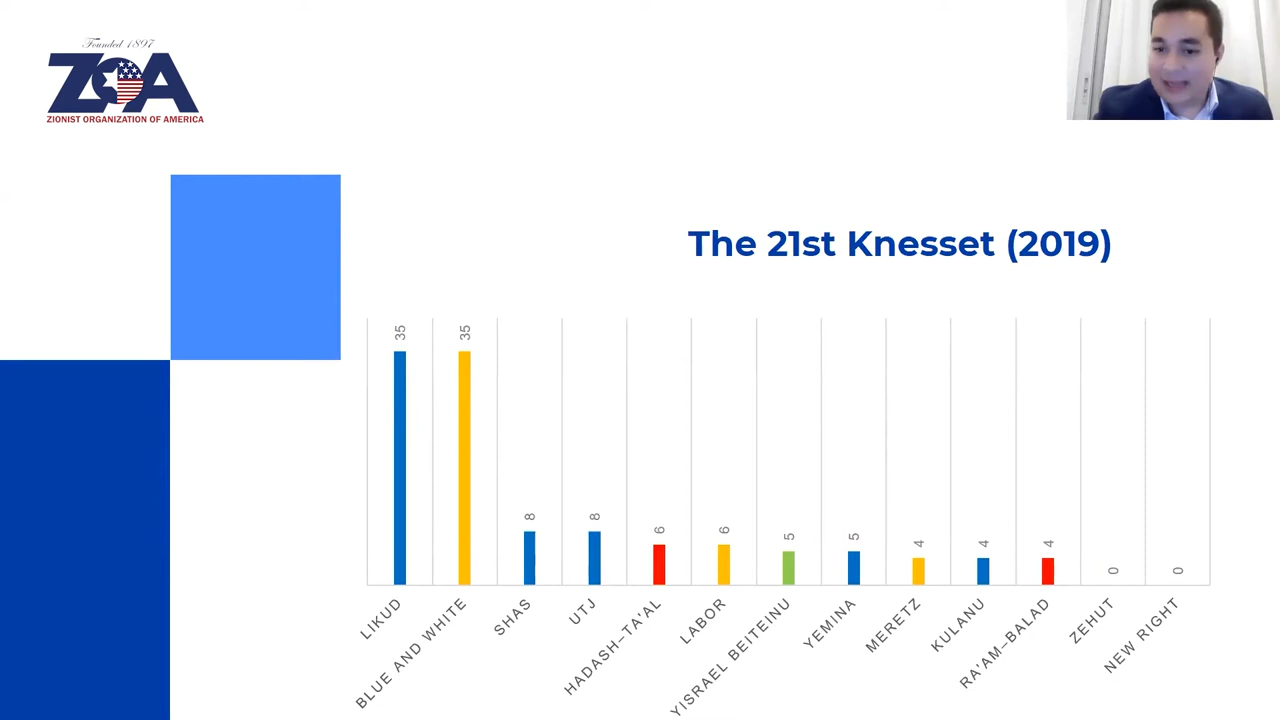 Founded 1897
ZOA
ZIONIST ORGANIZATION OF AMERICA
The 21st Knesset (2019)
35
35
8
8
6
6
5
5
4
4
4
0
0
LIKUD
BLUE AND WHITE
SHAS
UTJ
HADASH–TA'AL
LABOR
YISRAEL BEITEINU
YEMINA
MERETZ
KULANU
RA'AM–BALAD
ZEHUT
NEW RIGHT